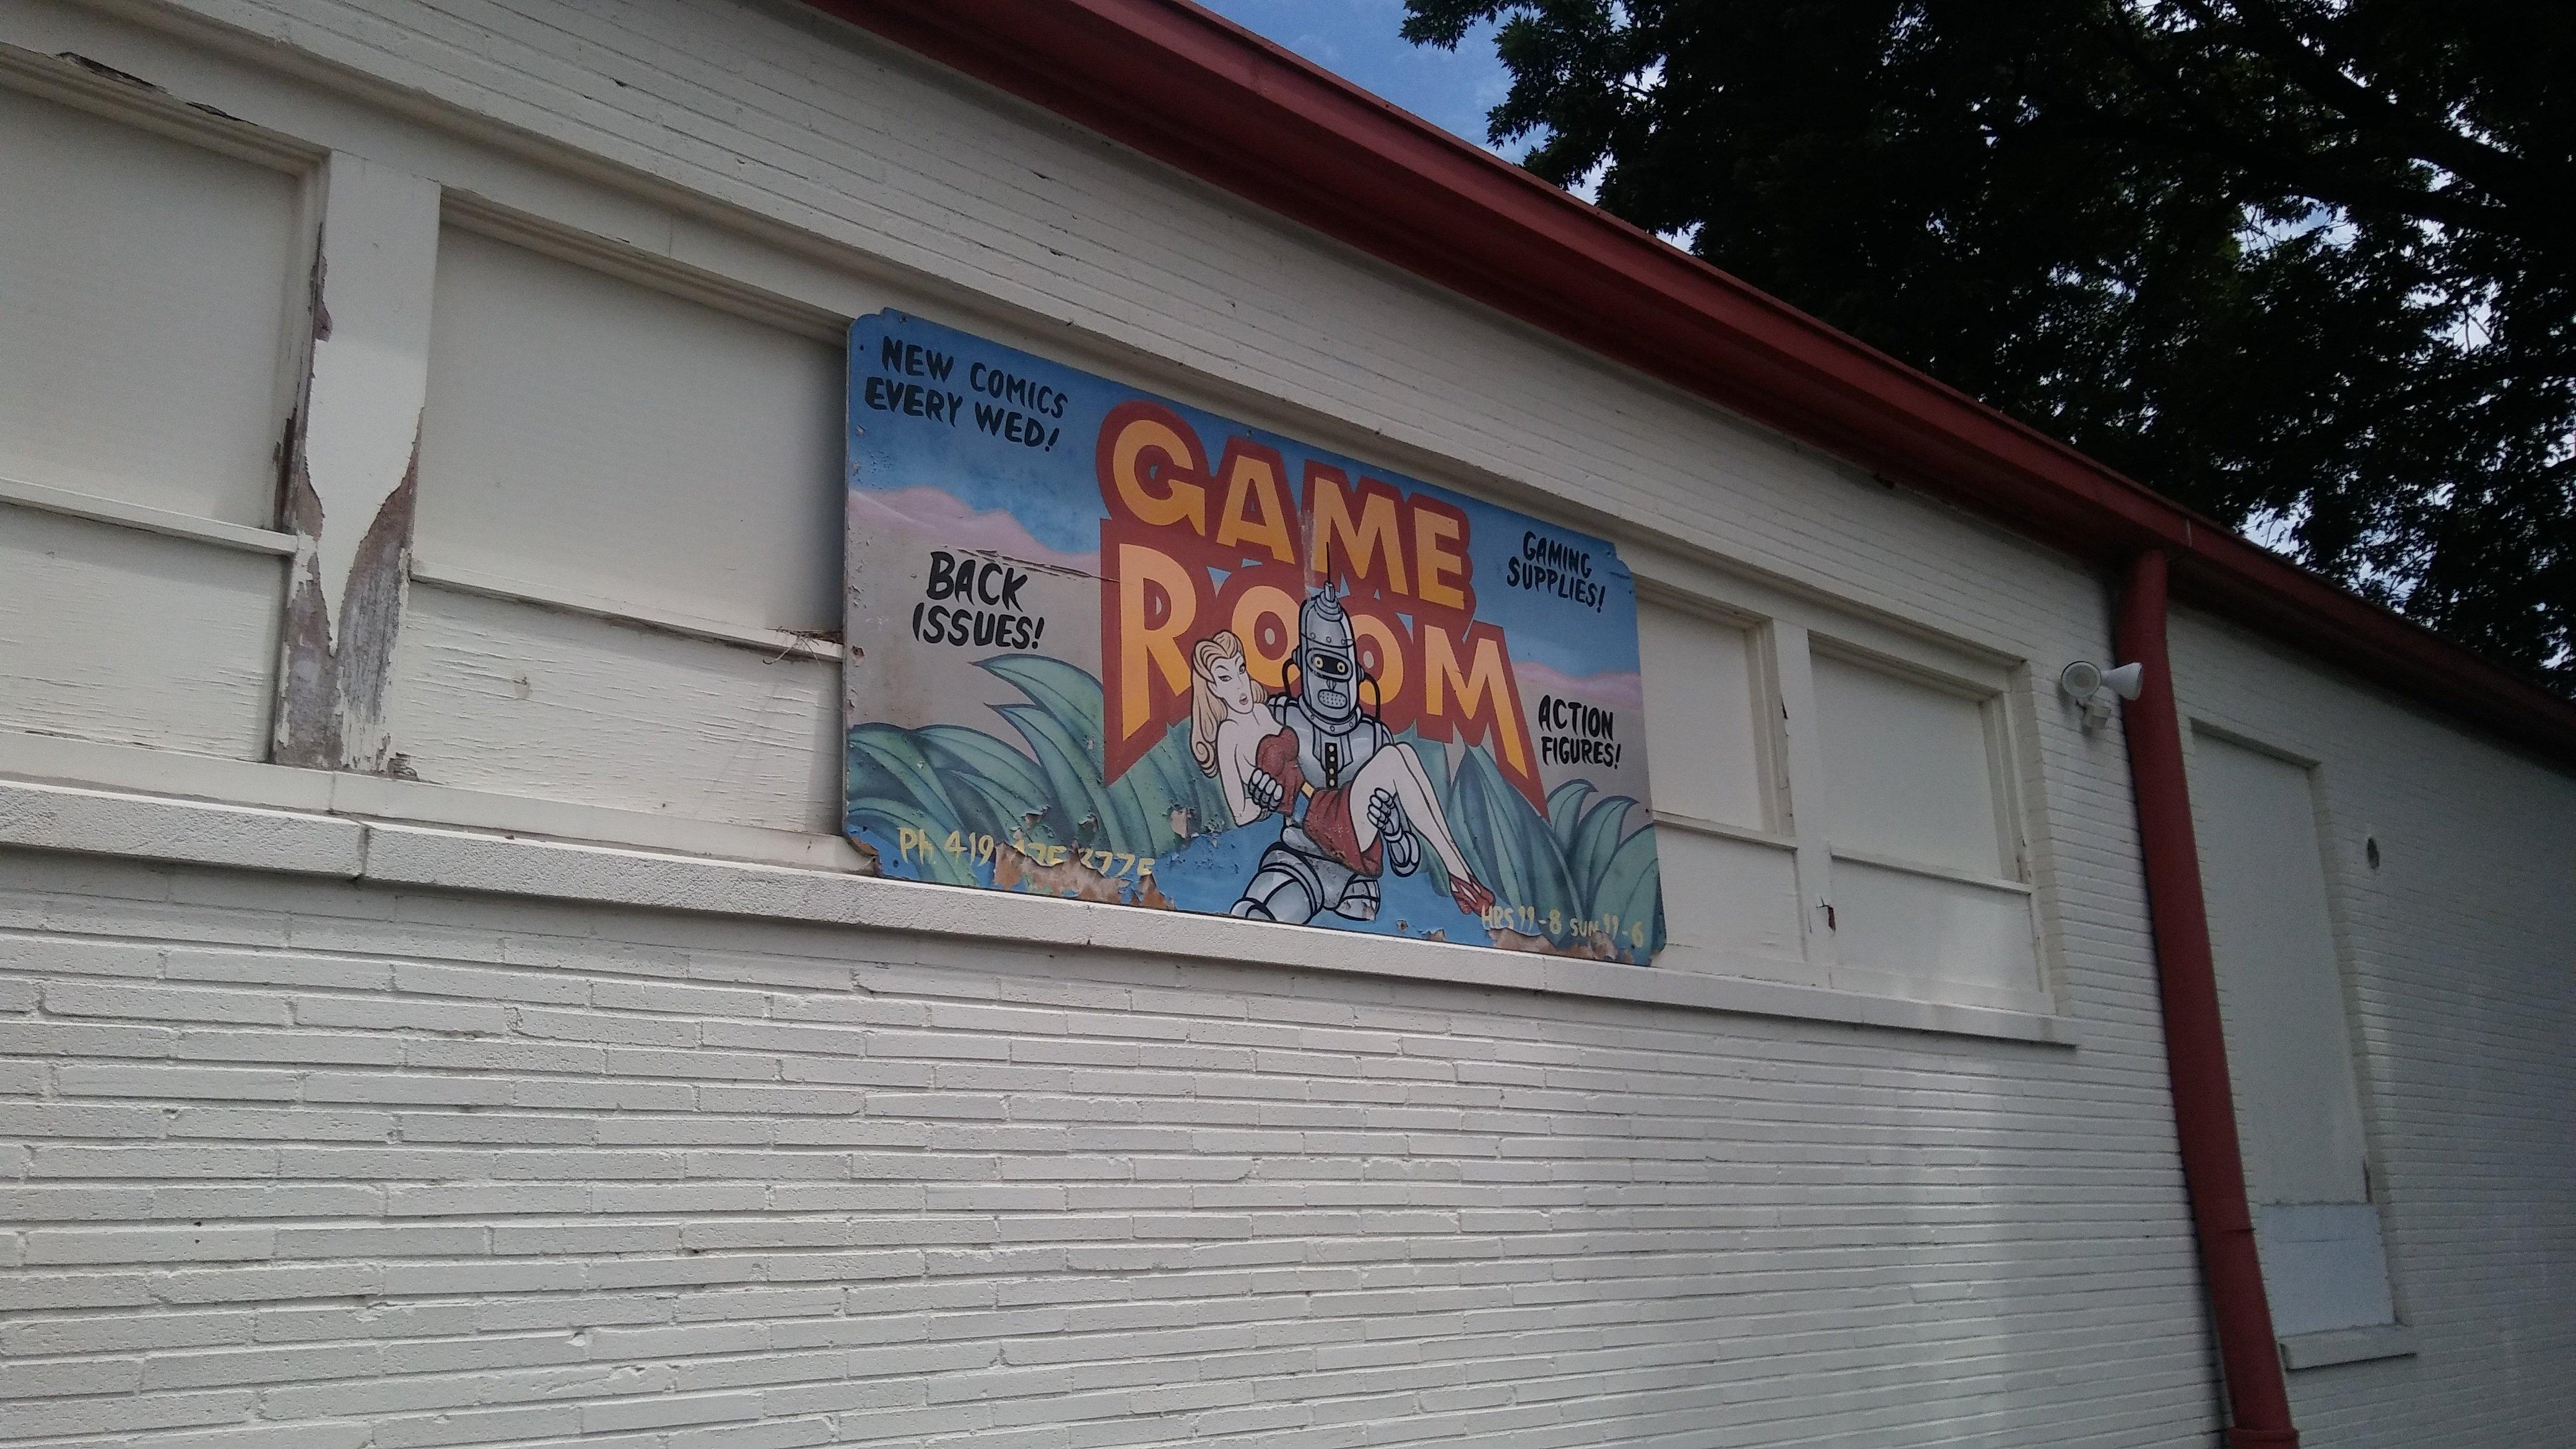 NEW COMICS
EVERY WED!
GAME
ROOM
BACK
ISSUES!
GAMING
SUPPLIES!
ACTION
FIGURES!
Ph 419
HRS 11-8 SUN 11-6